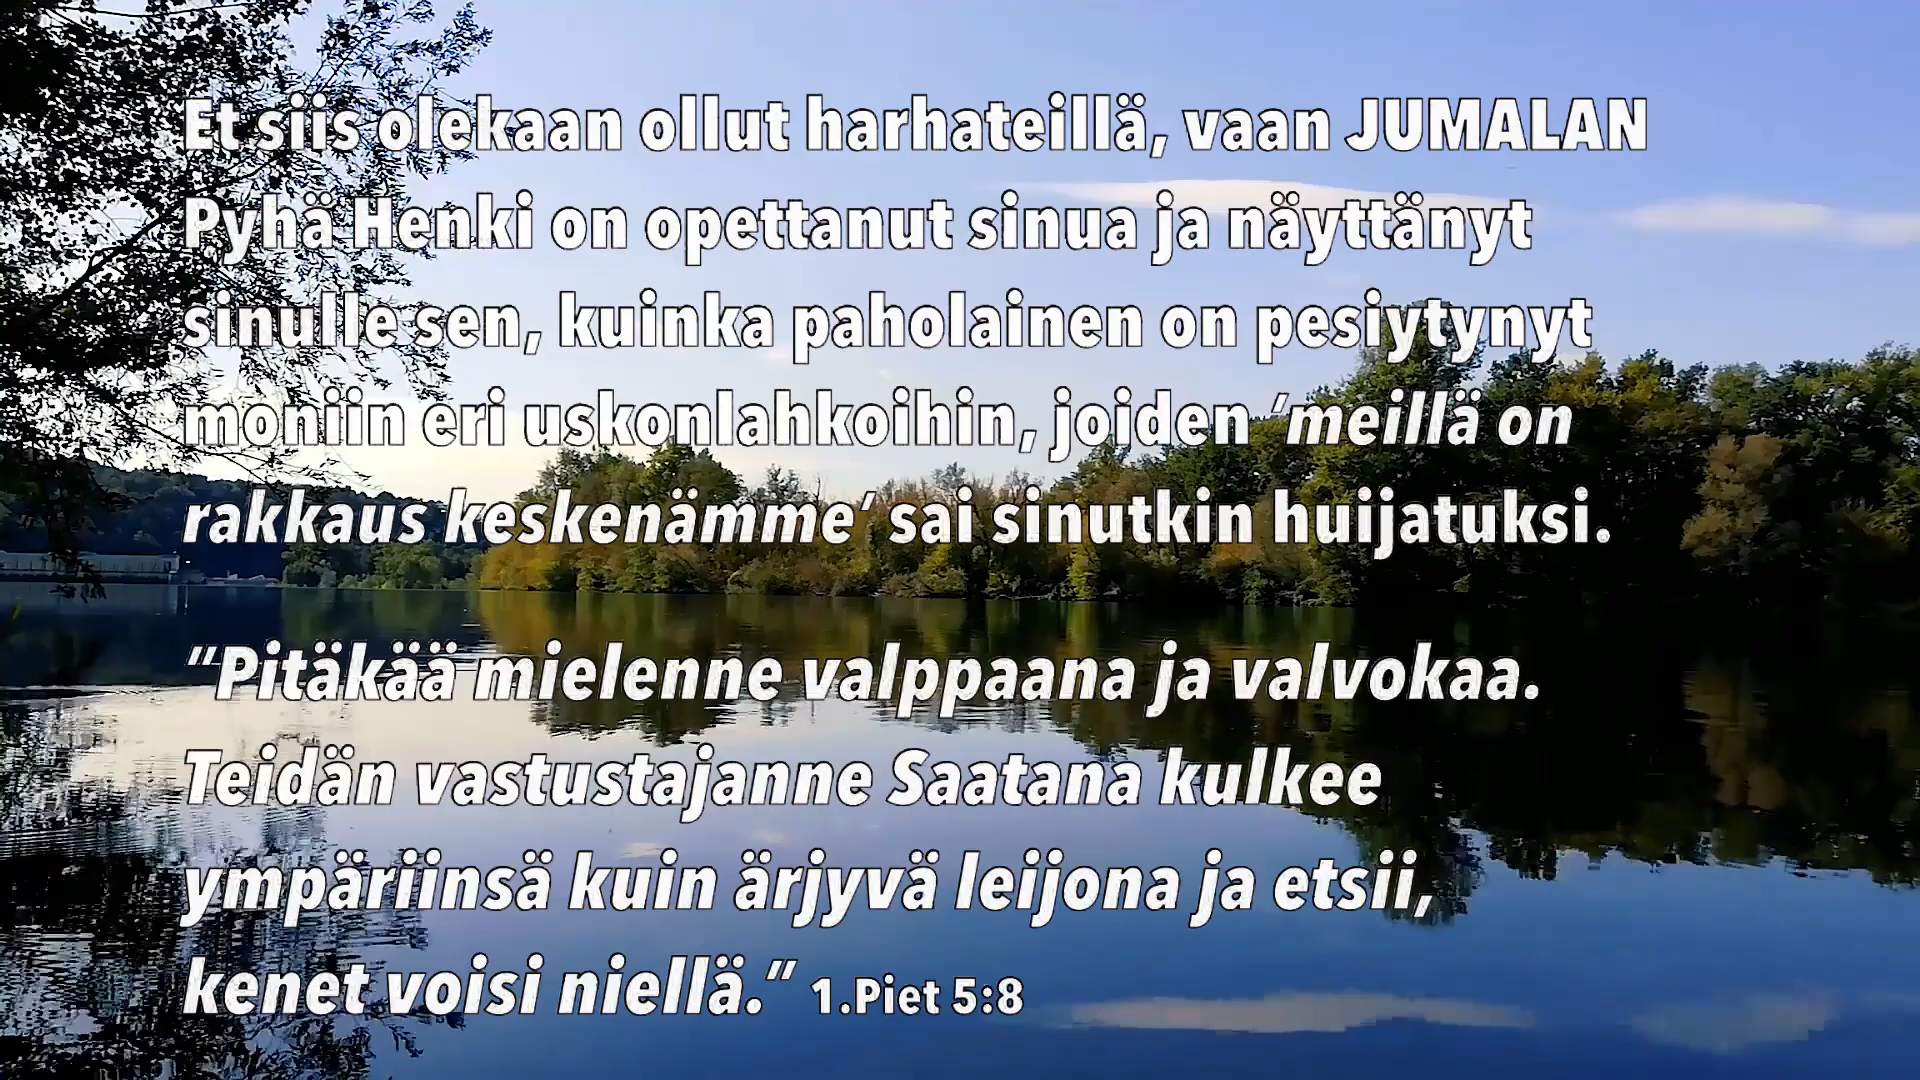 Et siis olekaan ollut harhateillä, vaan JUMALAN
Pyhä Henki on opettanut sinua ja näyttänyt
sinulle sen, kuinka paholainen on pesiytynyt
moniin eri uskonlahkoihin, joiden ‘meillä on
rakkaus keskenämme’ sai sinutkin huijatuksi.
“Pitäkää mielenne valppaana ja valvokaa.
Teidän vastustajanne Saatana kulkee
ympäriinsä kuin ärjyvä leijona ja etsii,
kenet voisi niellä.” 1.Piet 5:8